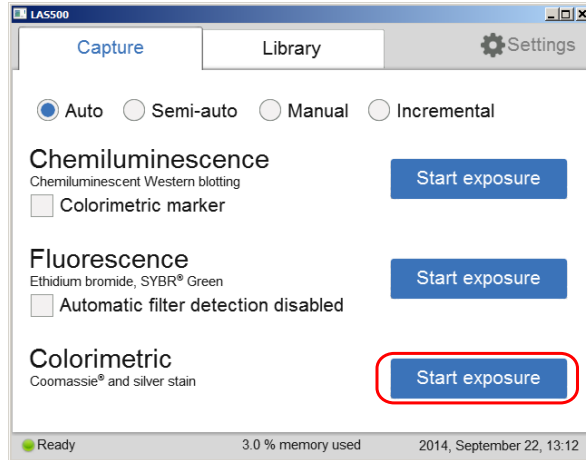 LAS500
Capture Library Settings
Auto Semi-auto Manual Incremental
Chemiluminescence
Chemiluminescent Western blotting
Start exposure
Colorimetric marker
Fluorescence
Ethidium bromide, SYBR® Green
Start exposure
Automatic filter detection disabled
Colorimetric
Coomassie® and silver stain
Start exposure
Ready 3.0 % memory used 2014, September 22, 13:12